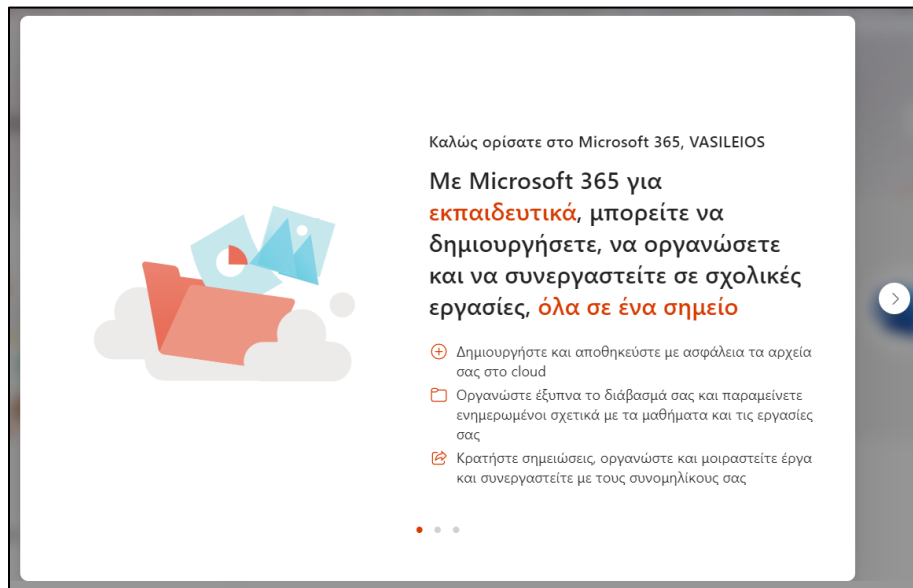 Καλώς ορίσατε στο Microsoft 365, VASILEIOS
Με Microsoft 365 για
εκπαιδευτικά, μπορείτε να
δημιουργήσετε, να οργανώσετε
και να συνεργαστείτε σε σχολικές
εργασίες, όλα σε ένα σημείο
Δημιουργήστε και αποθηκεύστε με ασφάλεια τα αρχεία
σας στο cloud
Οργανώστε έξυπνα το διάβασμά σας και παραμείνετε
ενημερωμένοι σχετικά με τα μαθήματα και τις εργασίες
σας
Κρατήστε σημειώσεις, οργανώστε και μοιραστείτε έργα
και συνεργαστείτε με τους συνομηλίκους σας